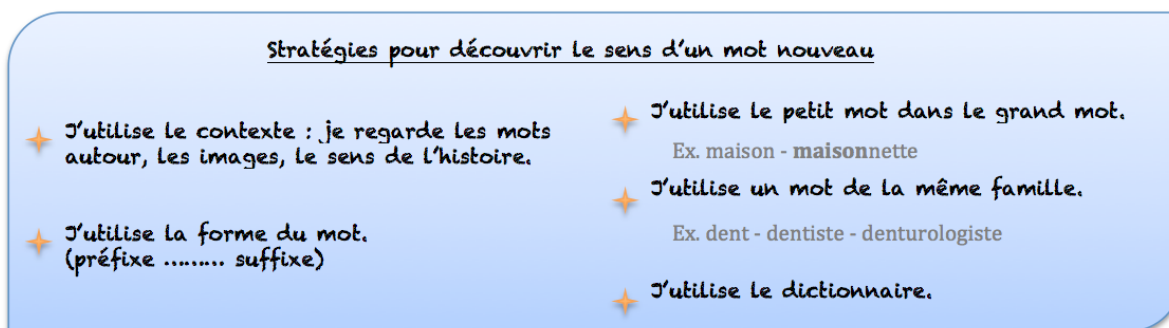 Stratégies pour découvrir le sens d'un mot nouveau
J'utilise le contexte : je regarde les mots
autour, les images, le sens de l'histoire.
J'utilise la forme du mot.
(préfixe ......... suffixe)
J'utilise le petit mot dans le grand mot.
Ex. maison - maisonnette
J'utilise un mot de la même famille.
Ex. dent - dentiste - denturologiste
J'utilise le dictionnaire.